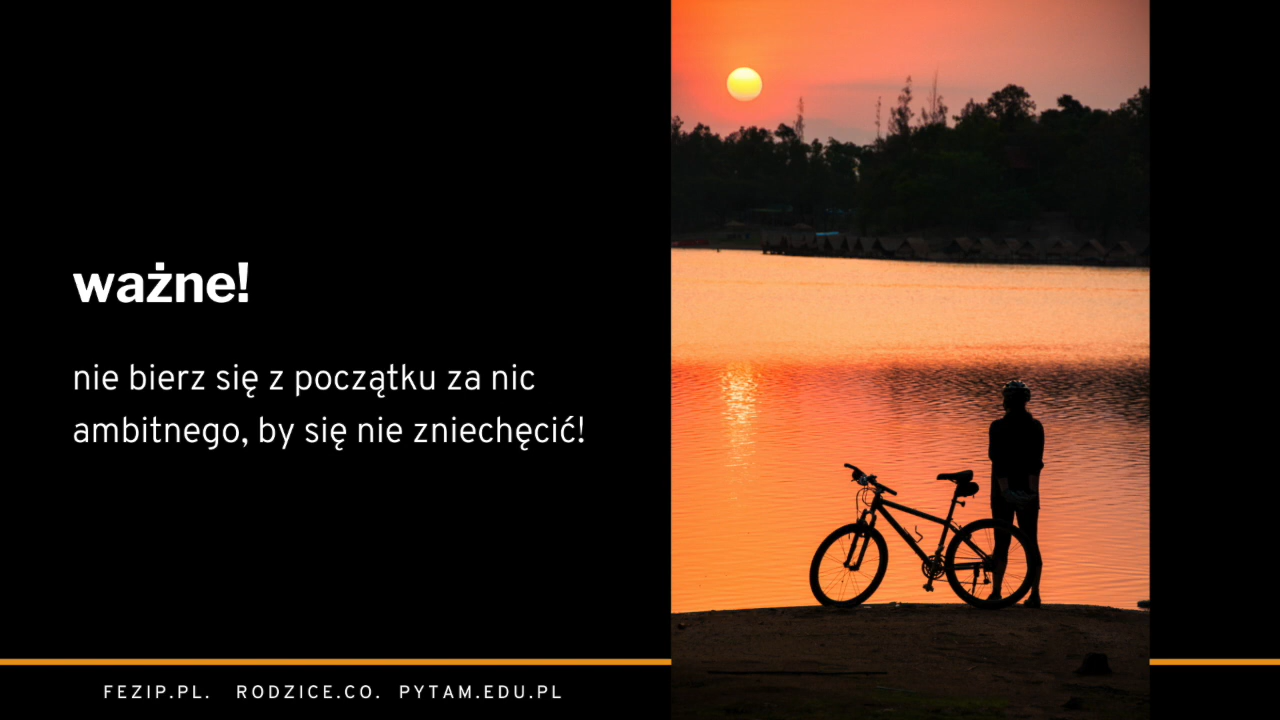 ważne!
nie bierz się z początku za nic
ambitnego, by się nie zniechęcić!
FEZIP.PL. RODZICE.CO. PYTAM.EDU.PL